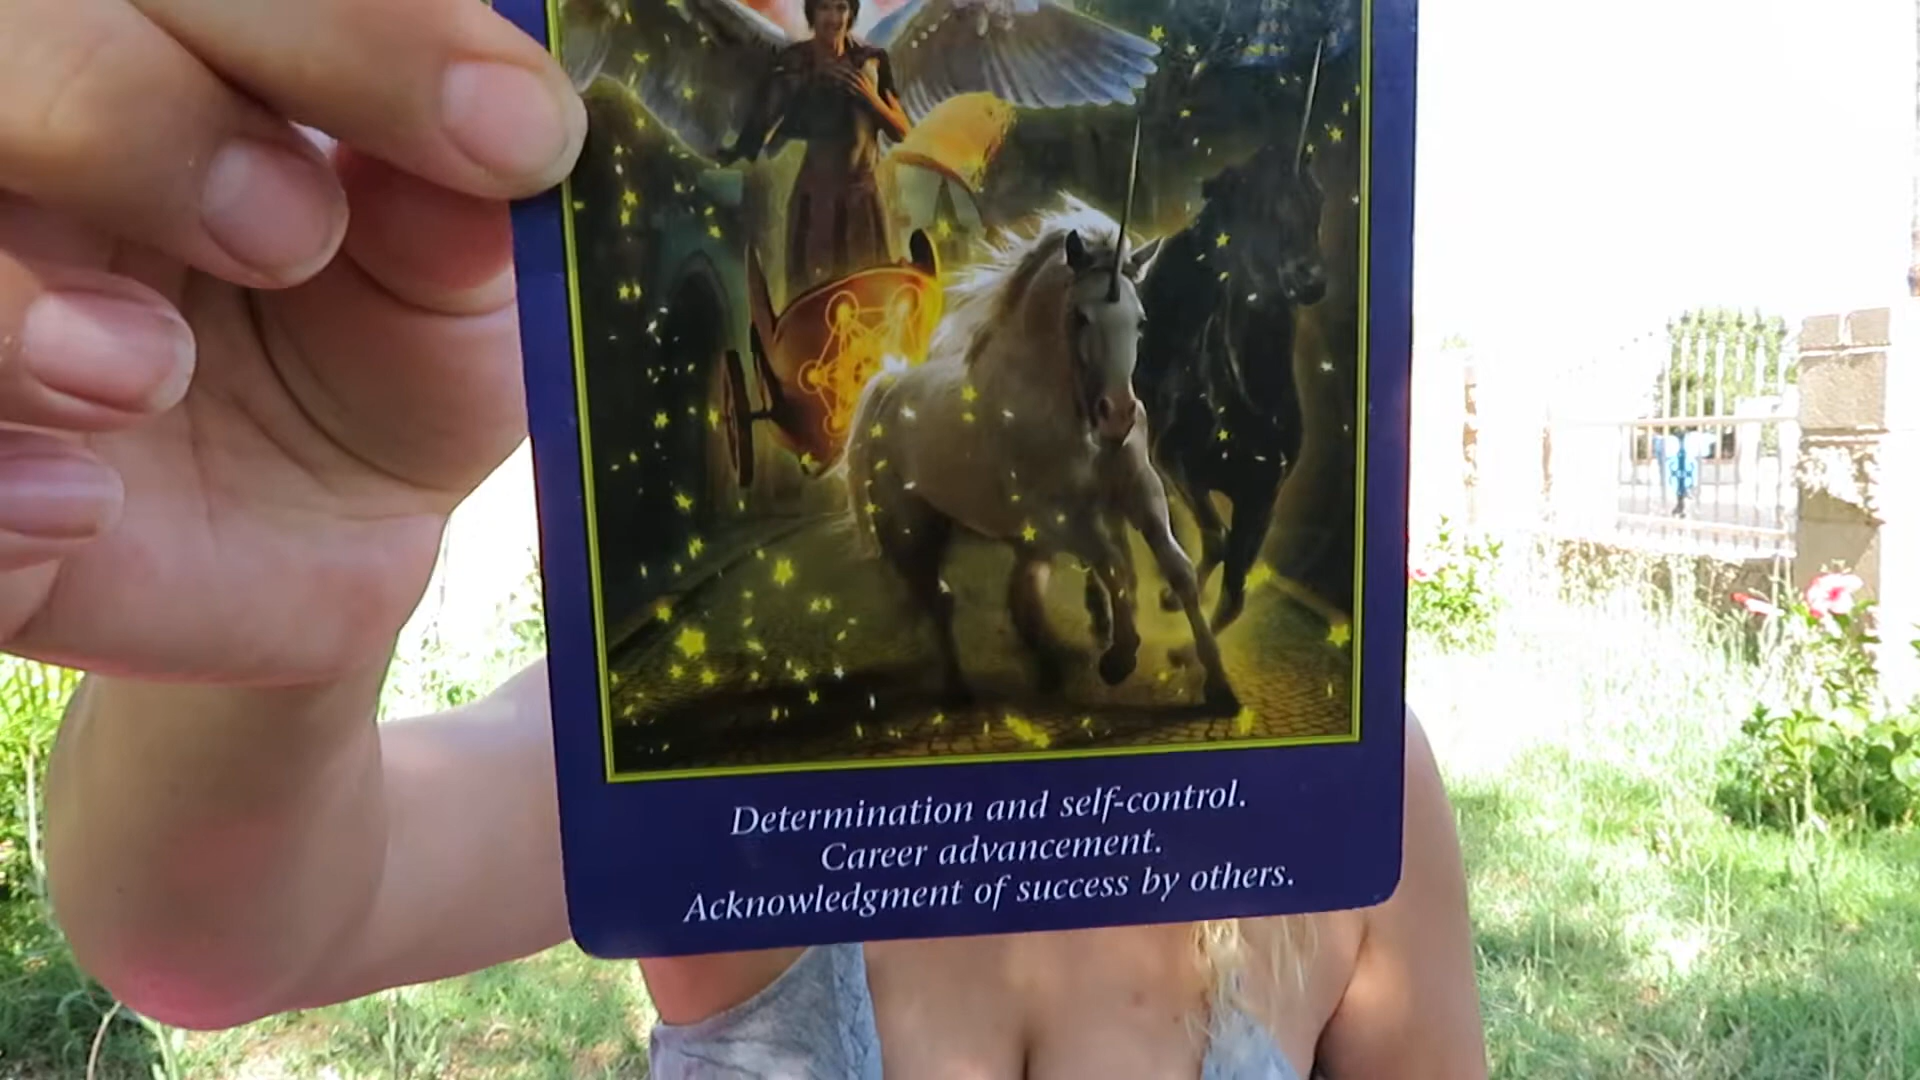 Determination and self-control.
Career advancement.
Acknowledgment of success by others.